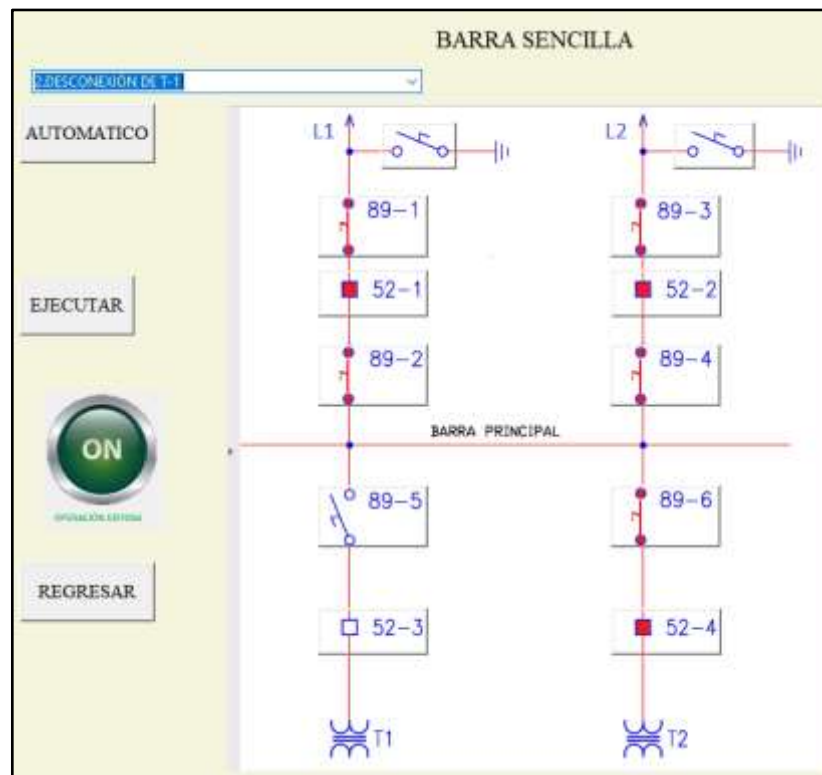 BARRA SENCILLA
2.DESCONEXIÓN DE T-1
AUTOMATICO
L1
L2
89-1
89-3
52-1
52-2
EJECUTAR
89-2
89-4
BARRA PRINCIPAL
ON
89-5
89-6
REGRESAR
52-3
52-4
T1
T2